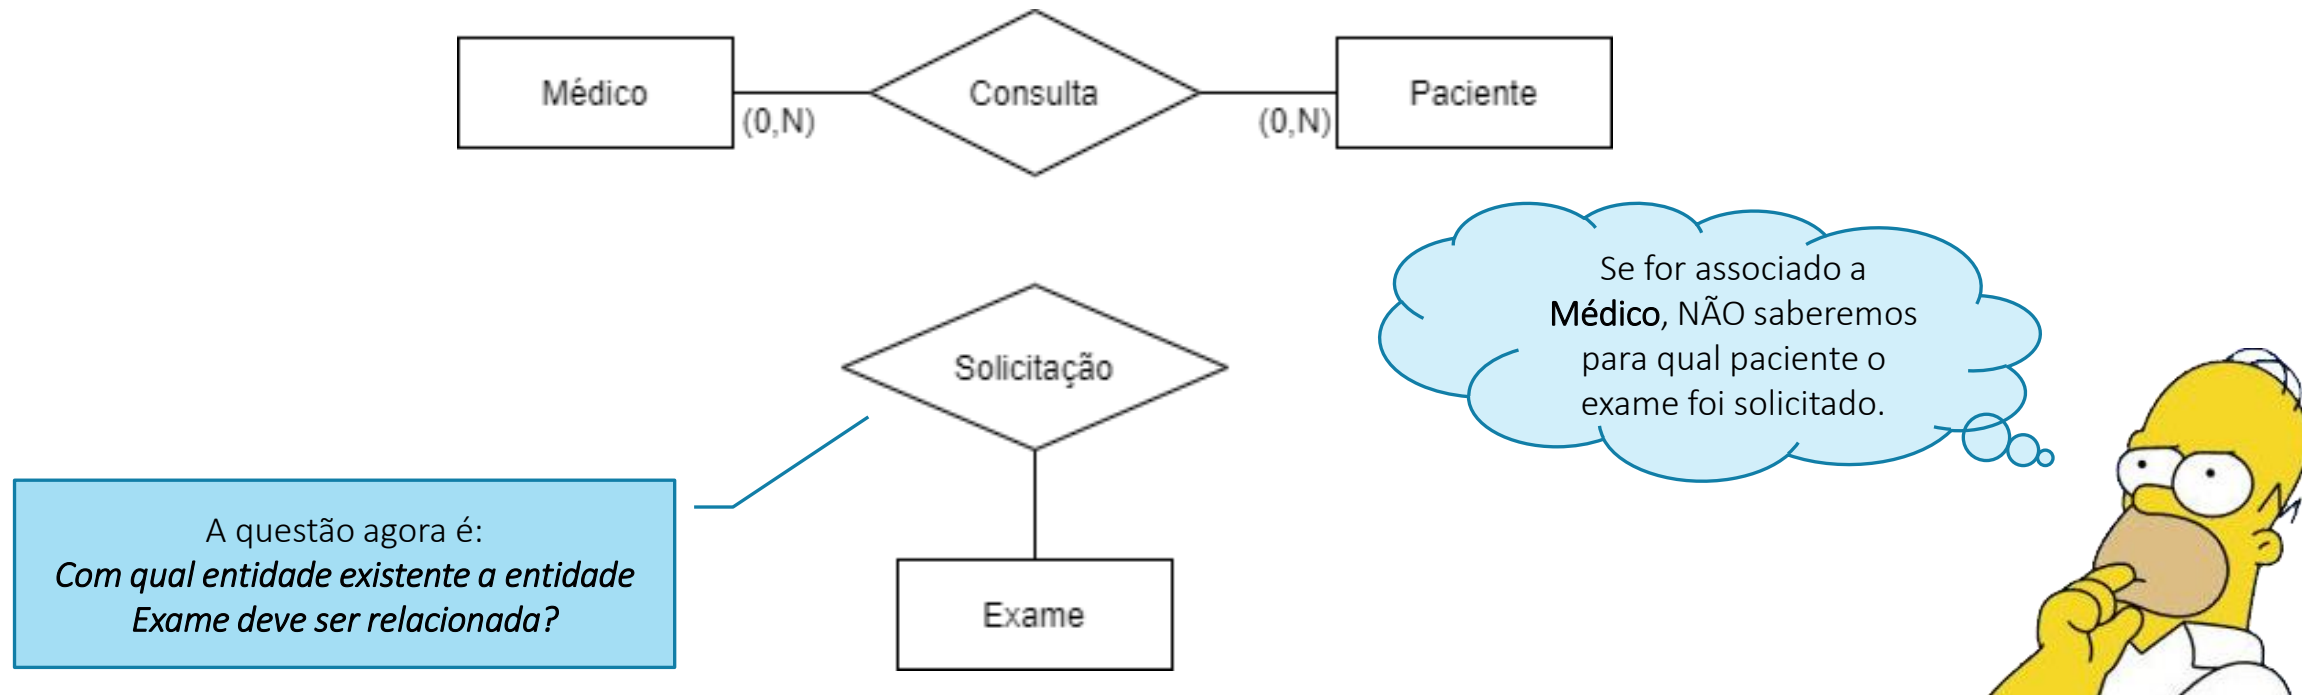 Médico
(0,N)
Consulta
(0,N)
Paciente
Se for associado a
Médico, NÃO saberemos
para qual paciente o
exame foi solicitado.
Solicitação
A questão agora é:
Com qual entidade existente a entidade
Exame deve ser relacionada?
Exame